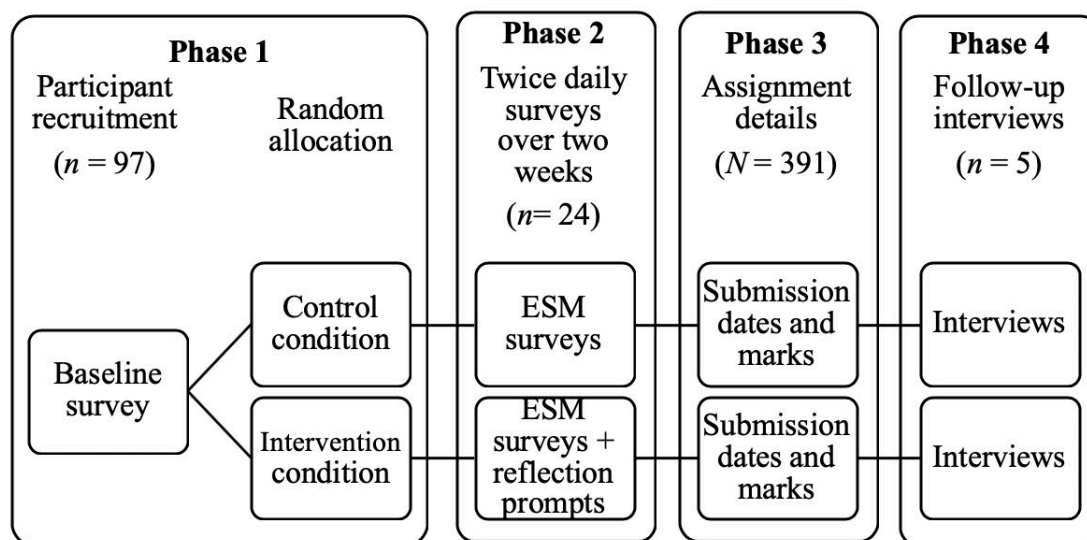 Phase 1
Participant
recruitment
(n = 97)
Random
allocation
Baseline
survey
Control
condition
Intervention
condition
Phase 2
Twice daily
surveys
over two
weeks
(n= 24)
ESM
surveys
ESM
surveys +
reflection
prompts
Phase 3
Assignment
details
(N = 391)
Submission
dates and
marks
Submission
dates and
marks
Phase 4
Follow-up
interviews
(n = 5)
Interviews
Interviews